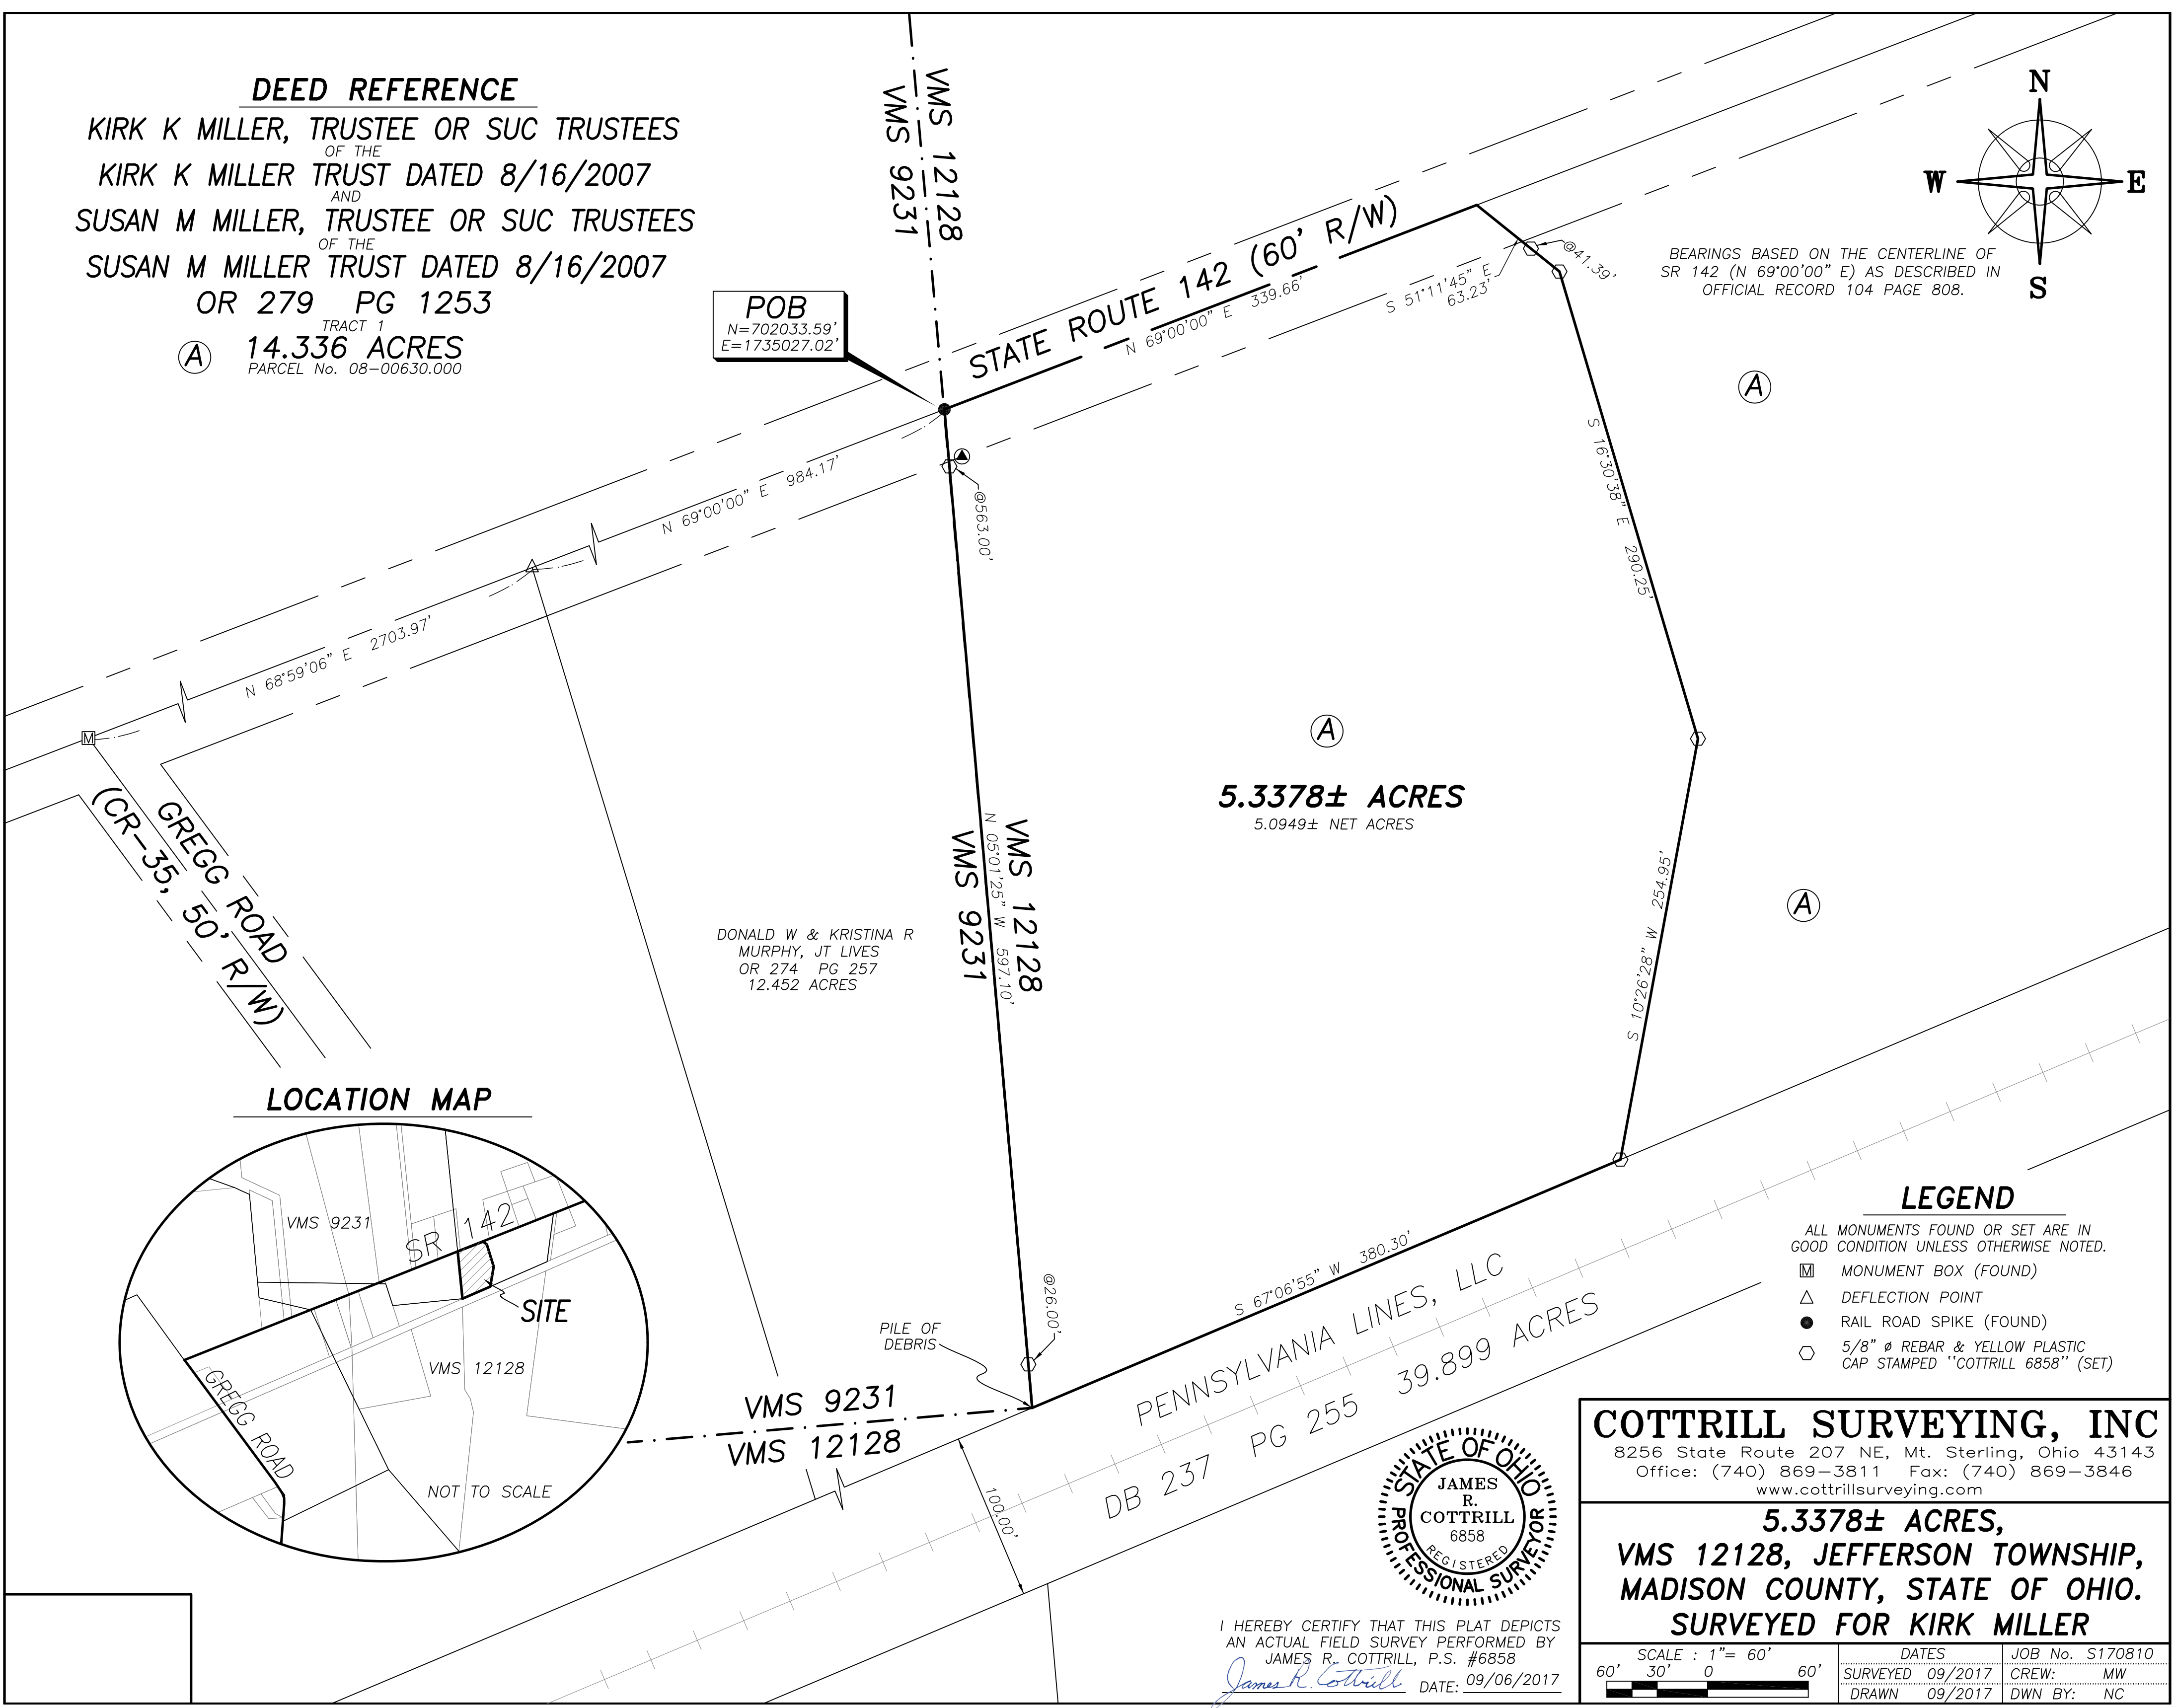 DEED REFERENCE
KIRK K MILLER, TRUSTEE OR SUC TRUSTEES
OF THE
KIRK K MILLER TRUST DATED 8/16/2007
AND
SUSAN M MILLER, TRUSTEE OR SUC TRUSTEES
OF THE
SUSAN M MILLER TRUST DATED 8/16/2007
OR 279 PG 1253
TRACT 1
A 14.336 ACRES
PARCEL No. 08-00630.000
VMS 12128
VMS 9231
N
W E
S
BEARINGS BASED ON THE CENTERLINE OF
SR 142 (N 69°00'00" E) AS DESCRIBED IN
OFFICIAL RECORD 104 PAGE 808.
POB
N=702033.59'
E=1735027.02'
STATE ROUTE 142 (60' R/W)
N 69°00'00" E 339.66'
S 51°11'45" E
63.23'
@41.39'
A
S 16°30'38" E 290.25'
N 69°00'00" E 984.17'
@563.00'
N 68°59'06" E 2703.97'
M
GREGG ROAD
(CR-35, 50' R/W)
A
5.3378± ACRES
5.0949± NET ACRES
VMS 12128
N 05°01'25" W 597.10'
VMS 9231
S 10°26'28" W 254.95'
A
DONALD W & KRISTINA R
MURPHY, JT LIVES
OR 274 PG 257
12.452 ACRES
LOCATION MAP
VMS 9231
SR 142
SITE
VMS 12128
GREGG ROAD
NOT TO SCALE
@26.00'
PILE OF
DEBRIS
S 67°06'55" W 380.30'
VMS 9231
VMS 12128
PENNSYLVANIA LINES, LLC
DB 237 PG 255 39.899 ACRES
100.00'
LEGEND
ALL MONUMENTS FOUND OR SET ARE IN
GOOD CONDITION UNLESS OTHERWISE NOTED.
M MONUMENT BOX (FOUND)
DEFLECTION POINT
RAIL ROAD SPIKE (FOUND)
5/8" ø REBAR & YELLOW PLASTIC
CAP STAMPED "COTTRILL 6858" (SET)
STATE OF OHIO
JAMES
R.
COTTRILL
6858
REGISTERED
PROFESSIONAL SURVEYOR
I HEREBY CERTIFY THAT THIS PLAT DEPICTS
AN ACTUAL FIELD SURVEY PERFORMED BY
JAMES R. COTTRILL, P.S. #6858
James R. Cottrill DATE: 09/06/2017
COTTRILL SURVEYING, INC
8256 State Route 207 NE, Mt. Sterling, Ohio 43143
Office: (740) 869-3811 Fax: (740) 869-3846
www.cottrillsurveying.com
5.3378± ACRES,
VMS 12128, JEFFERSON TOWNSHIP,
MADISON COUNTY, STATE OF OHIO.
SURVEYED FOR KIRK MILLER
SCALE : 1"= 60'
60' 30' 0 60'
DATES
SURVEYED 09/2017
DRAWN 09/2017
JOB No. S170810
CREW: MW
DWN BY: NC